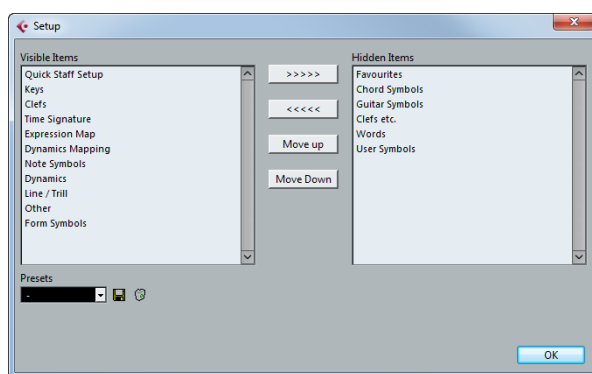 Setup
Visible Items
Quick Staff Setup
Keys
Clefs
Time Signature
Expression Map
Dynamics Mapping
Note Symbols
Dynamics
Line / Trill
Other
Form Symbols
>>>>>
<<<<<
Move up
Move Down
Hidden Items
Favourites
Chord Symbols
Guitar Symbols
Clefs etc.
Words
User Symbols
Presets
-
OK